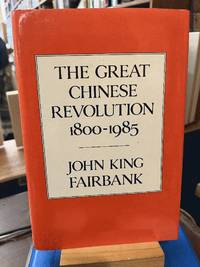 THE GREAT
CHINESE
REVOLUTION
1800-1985
JOHN KING
FAIRBANK